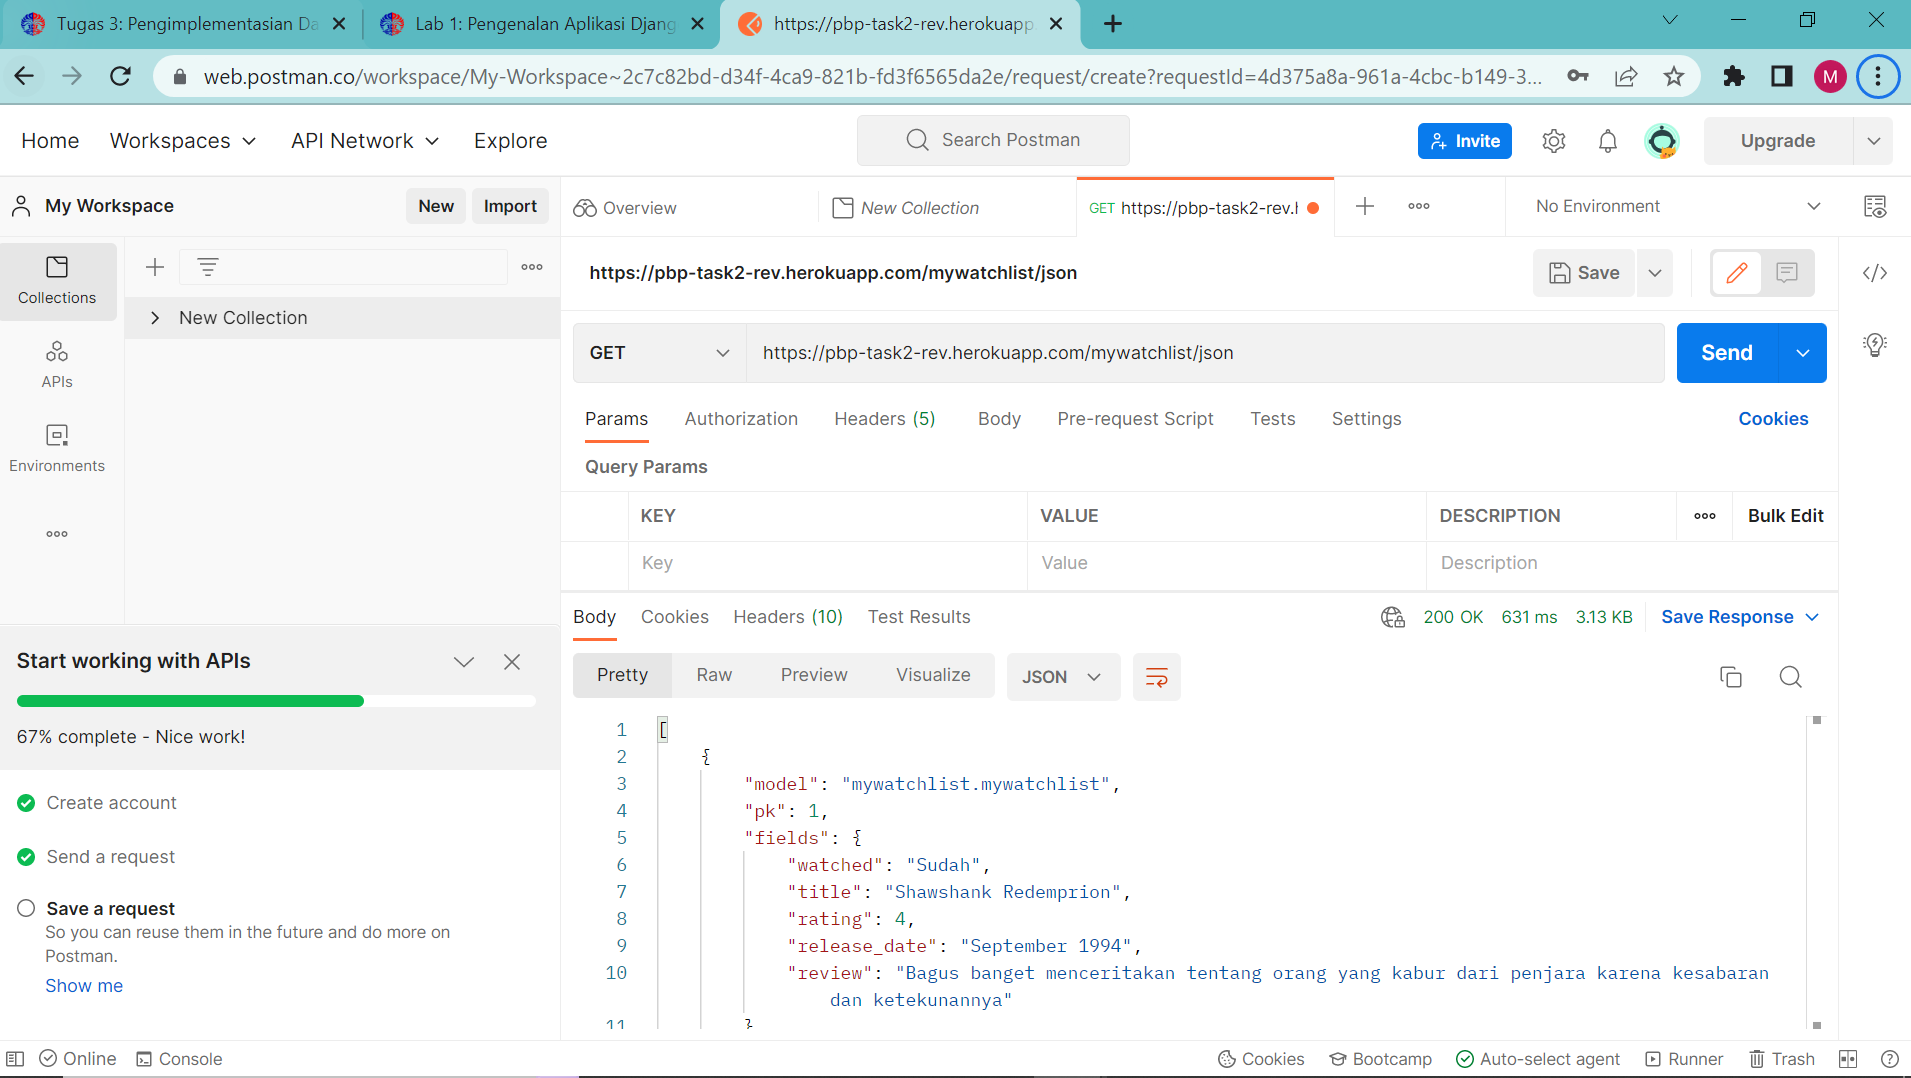 Tugas 3: Pengimplementasian Da
Lab 1: Pengenalan Aplikasi Djang
https://pbp-task2-rev.herokuapp.
web.postman.co/workspace/My-Workspace~2c7c82bd-d34f-4ca9-821b-fd3f6565da2e/request/create?requestId=4d375a8a-961a-4cbc-b149-3...
M
Home
Workspaces
API Network
Explore
Search Postman
Invite
Upgrade
My Workspace
New
Import
Overview
New Collection
GET https://pbp-task2-rev.h
No Environment
Collections
APIs
Environments
New Collection
https://pbp-task2-rev.herokuapp.com/mywatchlist/json
Save
GET
https://pbp-task2-rev.herokuapp.com/mywatchlist/json
Send
Params
Authorization
Headers (5)
Body
Pre-request Script
Tests
Settings
Cookies
Query Params
KEY
VALUE
DESCRIPTION
Bulk Edit
Key
Value
Description
Body
Cookies
Headers (10)
Test Results
200 OK
631 ms
3.13 KB
Save Response
Pretty
Raw
Preview
Visualize
JSON
1 [
2 {
3 "model": "mywatchlist.mywatchlist",
4 "pk": 1,
5 "fields": {
6 "watched": "Sudah",
7 "title": "Shawshank Redemprion",
8 "rating": 4,
9 "release_date": "September 1994",
10 "review": "Bagus banget menceritakan tentang orang yang kabur dari penjara karena kesabaran
dan ketekunannya"
11 }
Start working with APIs
67% complete - Nice work!
Create account
Send a request
Save a request
So you can reuse them in the future and do more on
Postman.
Show me
Online
Console
Cookies
Bootcamp
Auto-select agent
Runner
Trash